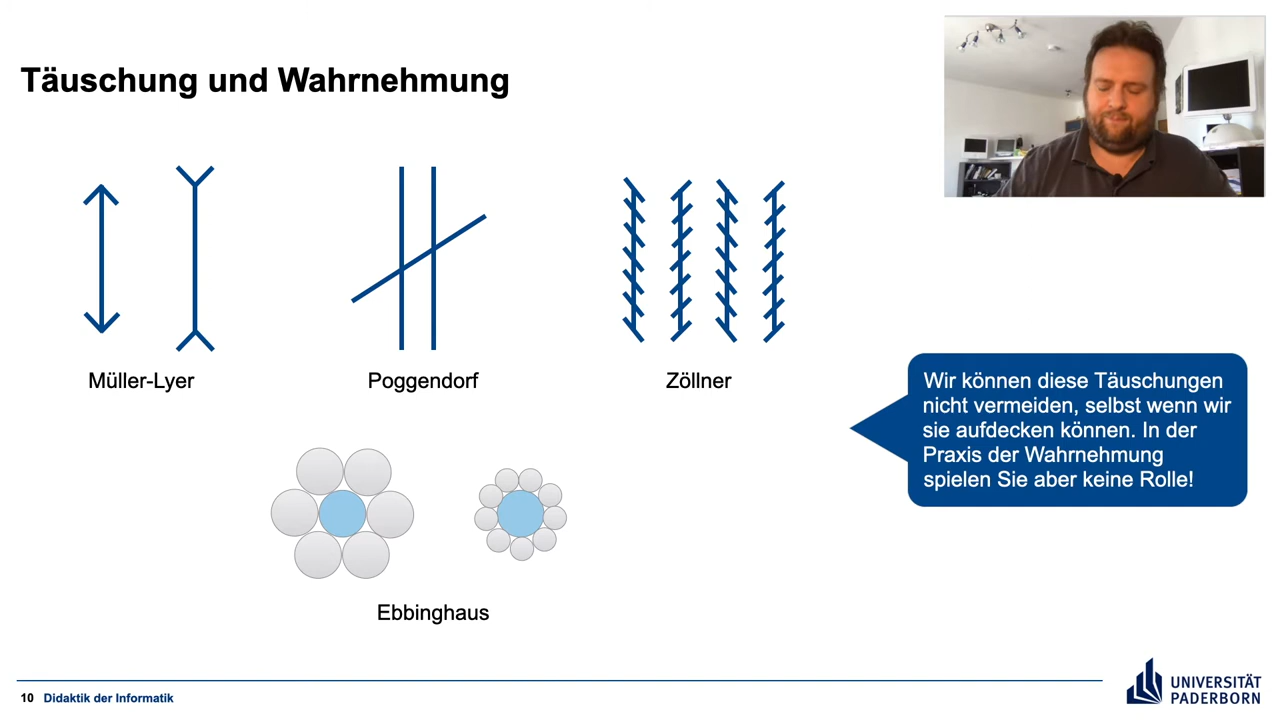 Täuschung und Wahrnehmung
Müller-Lyer
Poggendorf
Zöllner
Wir können diese Täuschungen
nicht vermeiden, selbst wenn wir
sie aufdecken können. In der
Praxis der Wahrnehmung
spielen Sie aber keine Rolle!
Ebbinghaus
10 Didaktik der Informatik
UNIVERSITÄT
PADERBORN